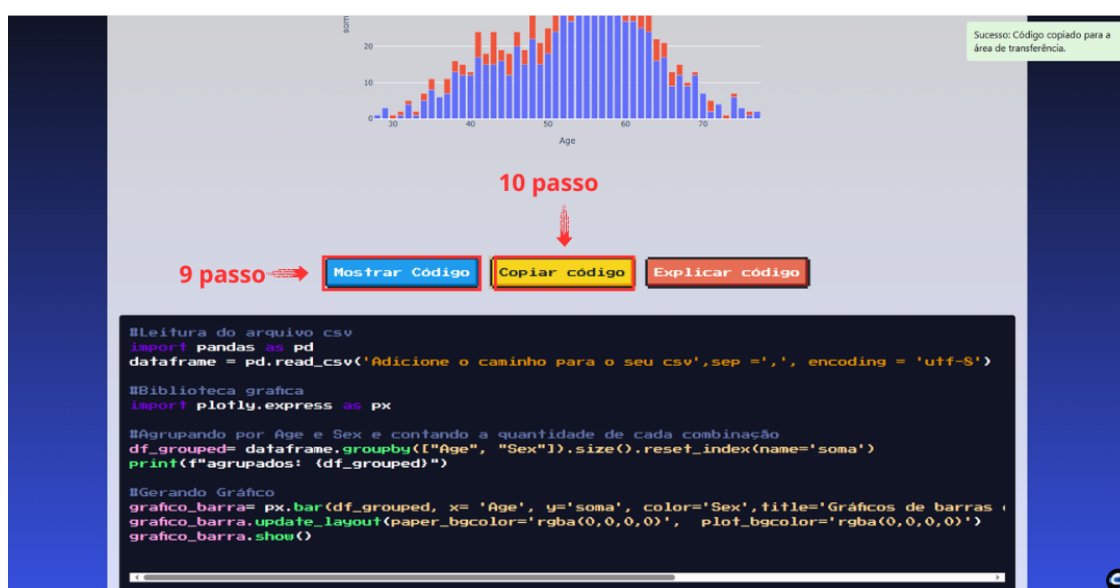 som
20
10
0
30 40 50 60 70
Age
Sucesso: Código copiado para a
área de transferência.
10 passo
9 passo
Mostrar Código Copiar código Explicar código
#Leitura do arquivo csv
import pandas as pd
dataframe = pd.read_csv('Adicione o caminho para o seu csv',sep =',', encoding = 'utf-8')
#Biblioteca grafica
import plotly.express as px
#Agrupando por Age e Sex e contando a quantidade de cada combinação
df_grouped= dataframe.groupby(["Age", "Sex"]).size().reset_index(name='soma')
print(f"agrupados: {df_grouped}")
#Gerando Gráfico
grafico_barra= px.bar(df_grouped, x= 'Age', y='soma', color='Sex',title='Gráficos de barras
grafico_barra.update_layout(paper_bgcolor='rgba(0,0,0,0)', plot_bgcolor='rgba(0,0,0,0)')
grafico_barra.show()